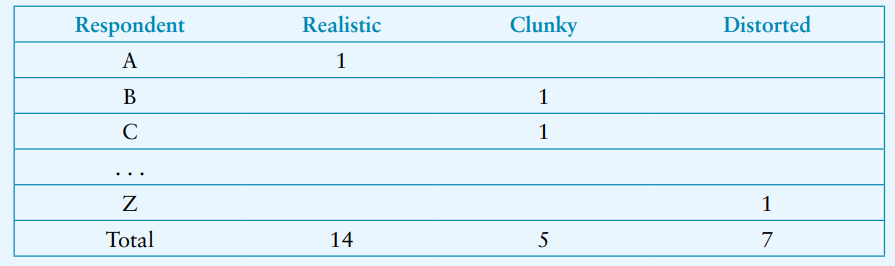 Respondent Realistic Clunky Distorted
A 1
B 1
C 1
...
Z 1
Total 14 5 7